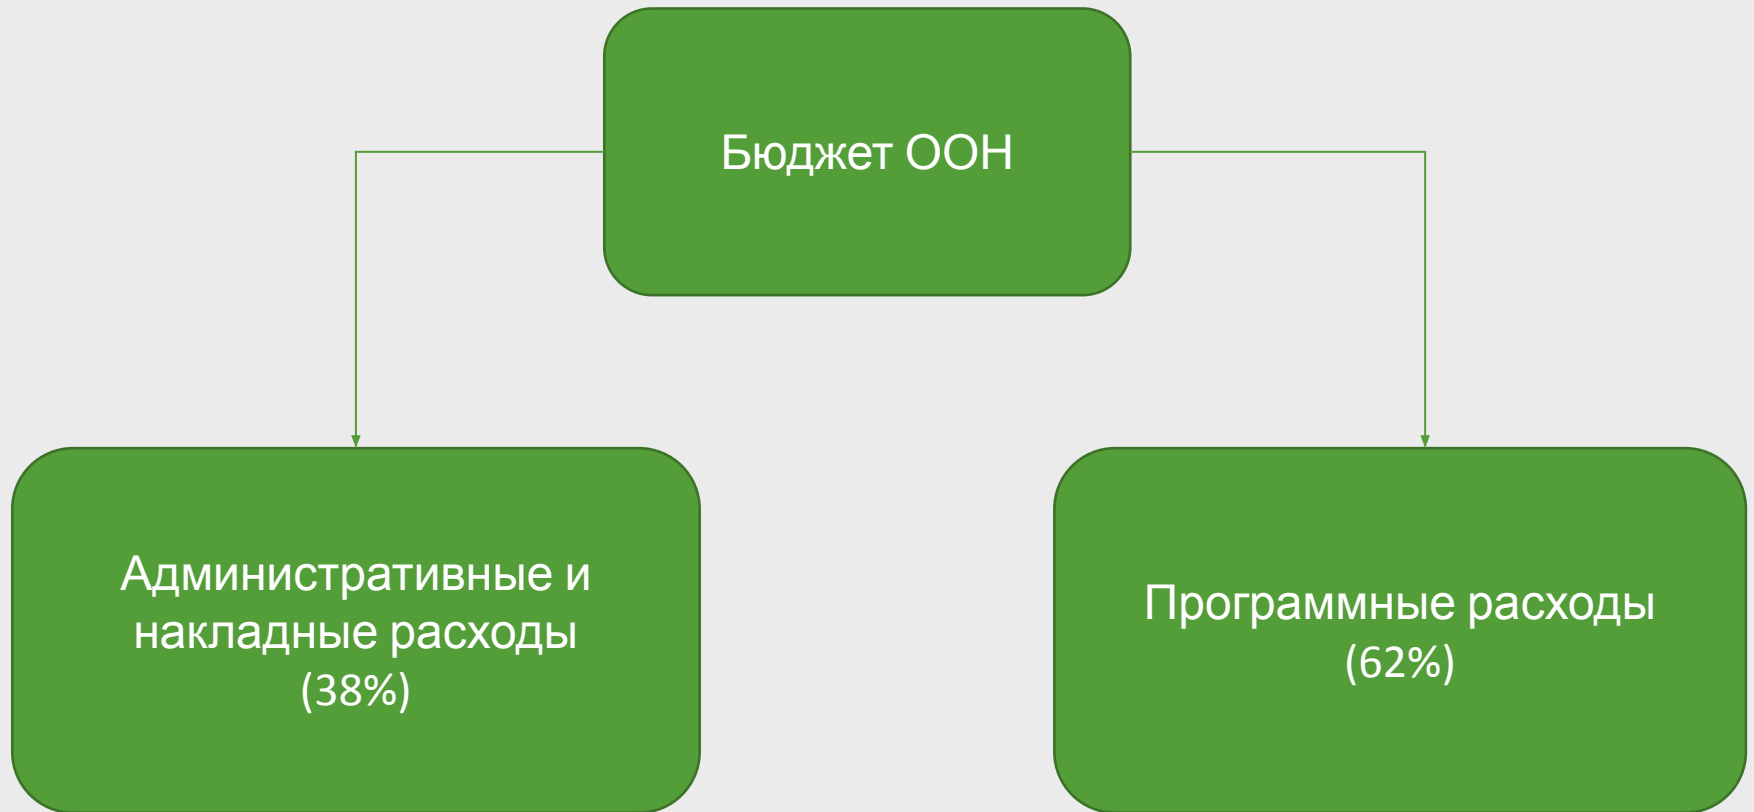 Бюджет ООН
Административные и
накладные расходы
(38%)
Программные расходы
(62%)